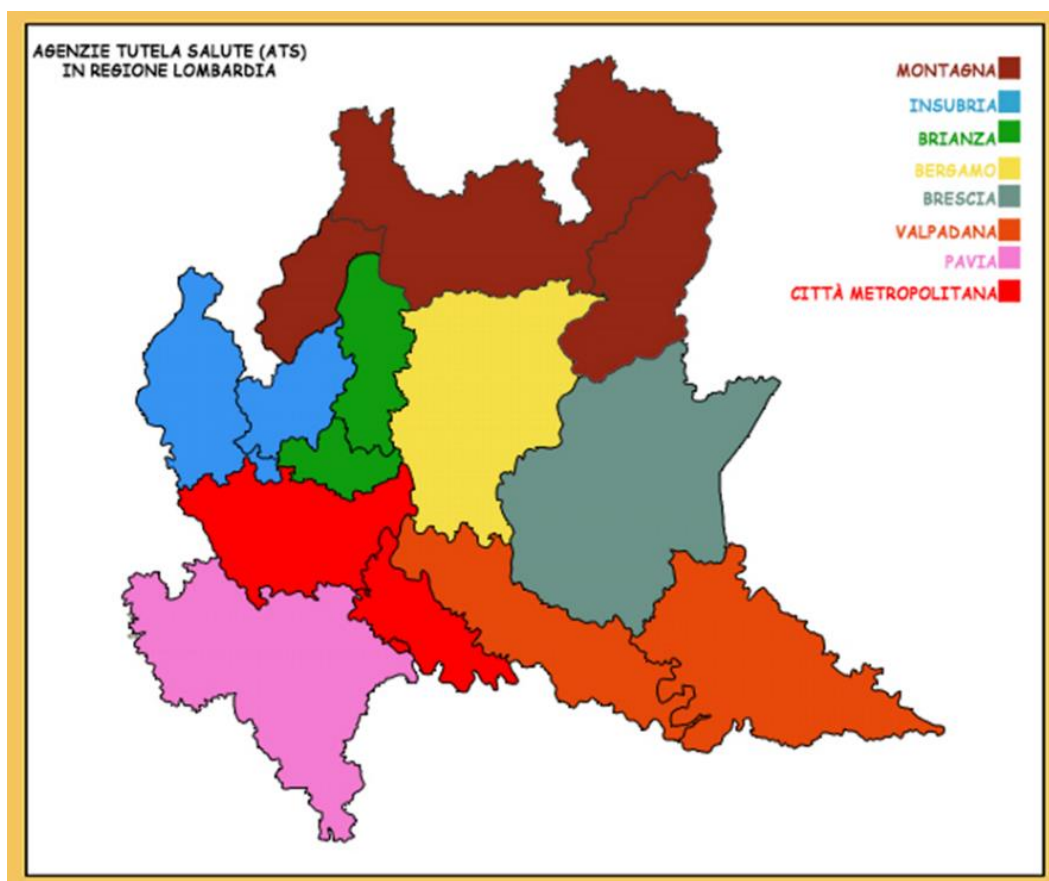 AGENZIE TUTELA SALUTE (ATS)
IN REGIONE LOMBARDIA
MONTAGNA
INSUBRIA
BRIANZA
BERGAMO
BRESCIA
VALPADANA
PAVIA
CITTÀ METROPOLITANA